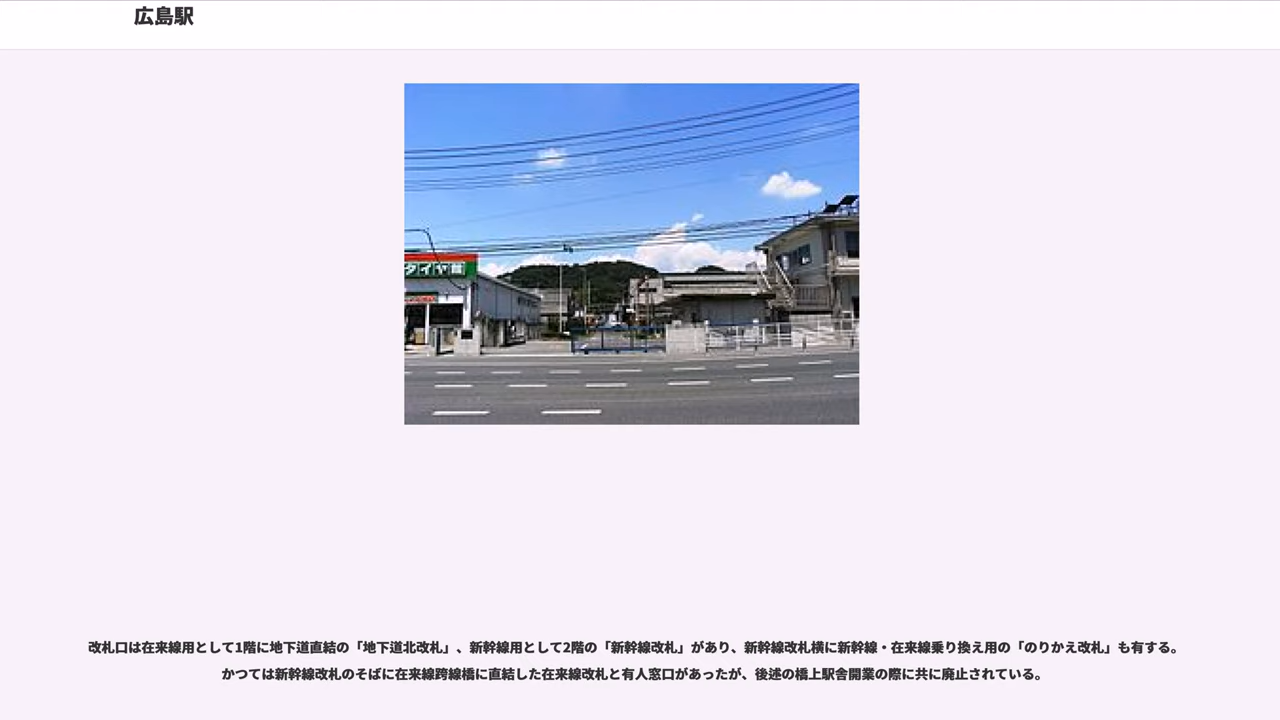 広島駅
タイヤ館
改札口は在来線用として1階に地下道直結の「地下道北改札」、新幹線用として2階の「新幹線改札」があり、新幹線改札横に新幹線・在来線乗り換え用の「のりかえ改札」も有する。
かつては新幹線改札のそばに在来線跨線橋に直結した在来線改札と有人窓口があったが、後述の橋上駅舎開業の際に共に廃止されている。